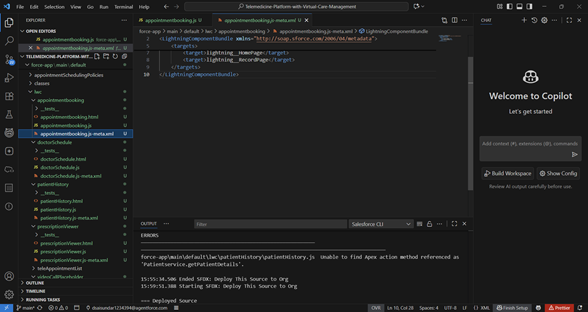 File Edit Selection View Go Run Terminal Help
Telemedicine-Platform-with-Virtual-Care-Management
EXPLORER
OPEN EDITORS
appointmentbooking.js force-app...
appointmentbooking.js-meta.xml
TELEMEDICINE-PLATFORM-WIT...
force-app \ main \ default
appointmentSchedulingPolicies
classes
lwc
appointmentbooking
__tests__
appointmentbooking.html U
appointmentbooking.js U
appointmentbooking.js-meta.xml U
doctorSchedule
__tests__
doctorSchedule.html U
doctorSchedule.js U
doctorSchedule.js-meta.xml U
patientHistory
__tests__
patientHistory.html U
patientHistory.js U
patientHistory.js-meta.xml U
prescriptionViewer
__tests__
prescriptionViewer.html U
prescriptionViewer.js U
prescriptionViewer.js-meta.xml U
teleAppointmentList
videoCallPlaceholder
OUTLINE
TIMELINE
RUNNING TASKS
appointmentbooking.js U
appointmentbooking.js-meta.xml U
force-app > main > default > lwc > appointmentbooking > appointmentbooking.js-meta.xml > LightningComponentBundle
2 <LightningComponentBundle xmlns="http://soap.sforce.com/2006/04/metadata">
<targets>
7 <target>lightning__HomePage</target>
8 <target>lightning__RecordPage</target>
9 </targets>
10 </LightningComponentBundle>
OUTPUT
Filter
Salesforce CLI
ERRORS
force-app\main\default\lwc\patientHistory\patientHistory.js Unable to find Apex action method referenced as
'Patientservice.getPatientDetails'.
15:55:34.506 Ended SFDX: Deploy This Source to Org
15:55:51.388 Starting SFDX: Deploy This Source to Org
=== Deployed Source
CHAT
Welcome to Copilot
Let's get started
Add context (#), extensions (@), commands
Build Workspace
Show Config
Review AI output carefully before use.
main*
0 0
OVR Ln 10, Col 28 Spaces: 4 UTF-8 LF XML Finish Setup Prettier